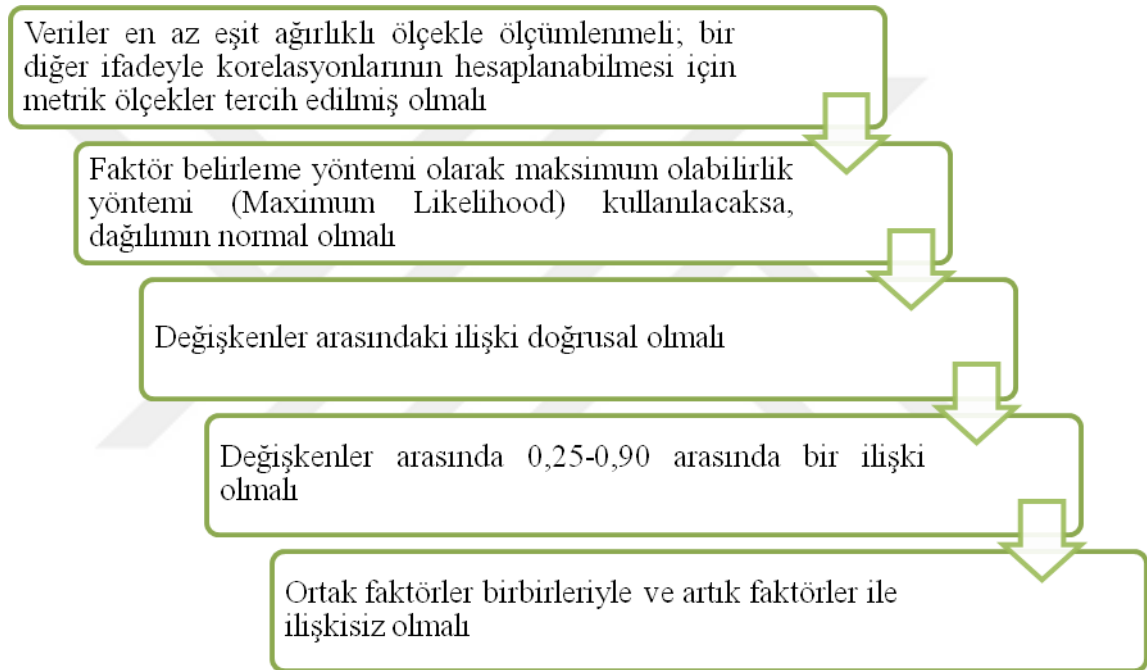 Veriler en az eşit ağırlıklı ölçekle ölçümlenmeli; bir
diğer ifadeyle korelasyonlarının hesaplanabilmesi için
metrik ölçekler tercih edilmiş olmalı
Faktör belirleme yöntemi olarak maksimum olabilirlik
yöntemi (Maximum Likelihood) kullanılacaksa,
dağılımın normal olmalı
Değişkenler arasındaki ilişki doğrusal olmalı
Değişkenler arasında 0,25-0,90 arasında bir ilişki
olmalı
Ortak faktörler birbirleriyle ve artık faktörler ile
ilişkisiz olmalı